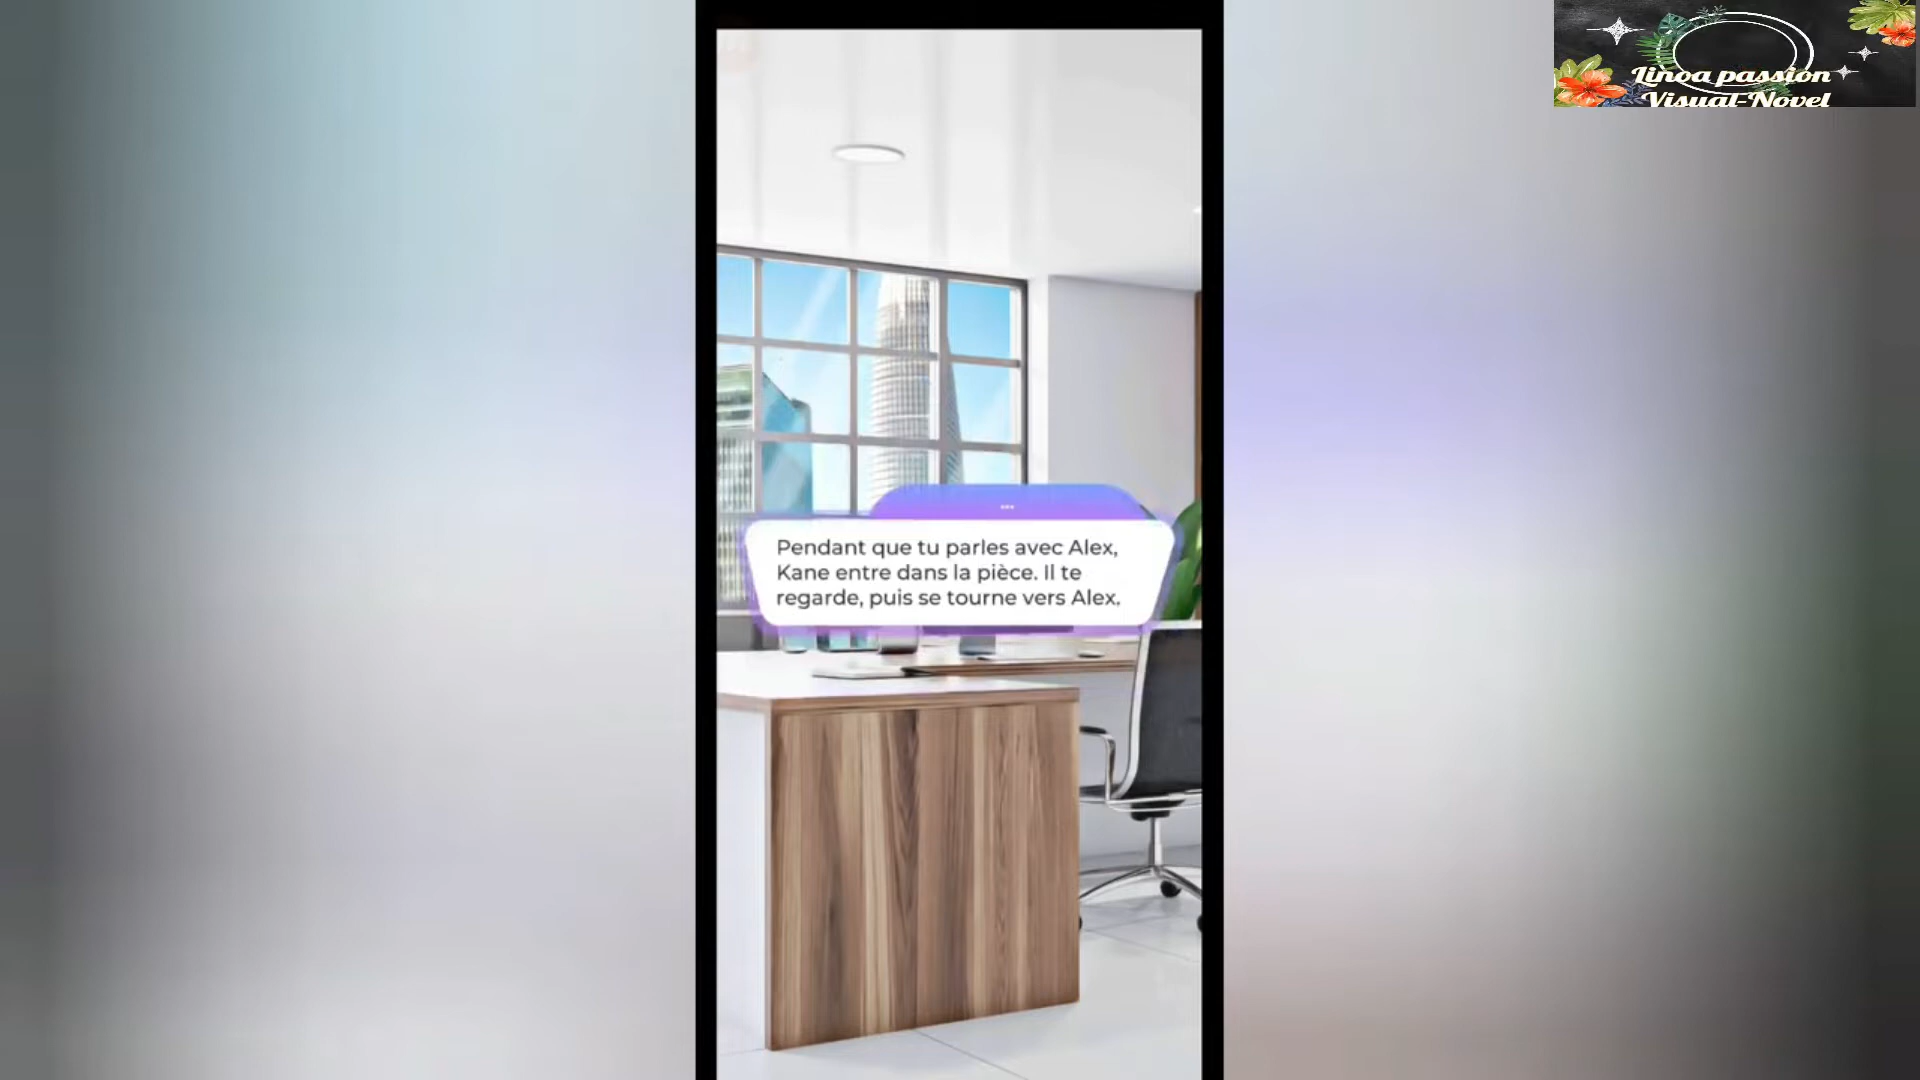 Linoa passion
Visual-Novel
...
Pendant que tu parles avec Alex,
Kane entre dans la pièce. Il te
regarde, puis se tourne vers Alex.